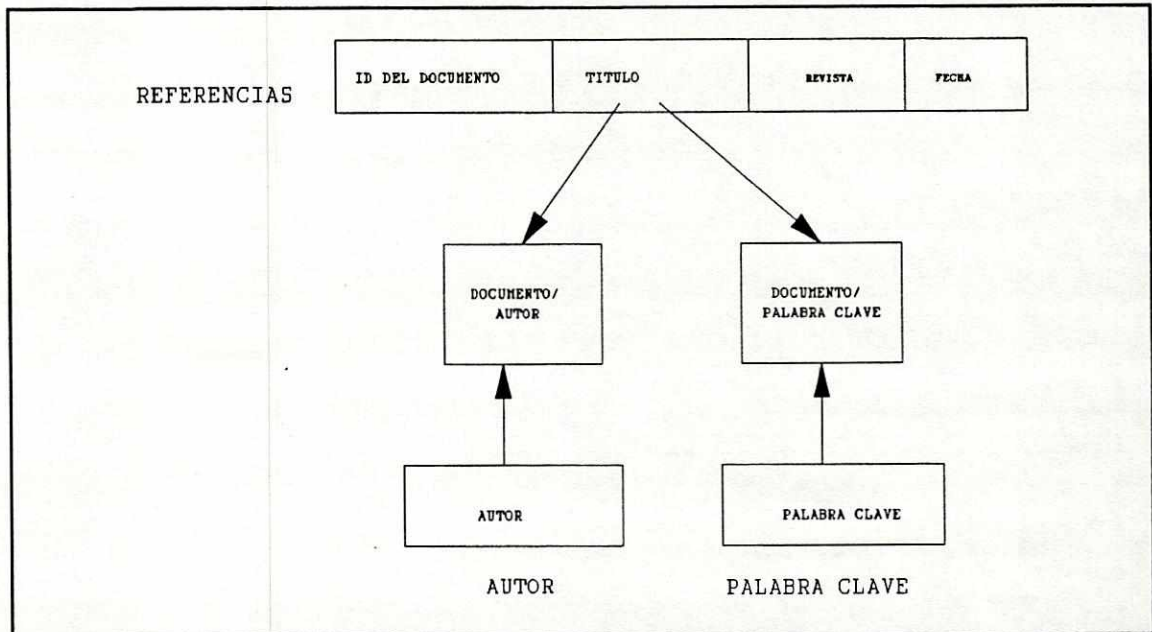 ID DEL DOCUMENTO TITULO REVISTA FECHA
REFERENCIAS
DOCUMENTO/
AUTOR
DOCUMENTO/
PALABRA CLAVE
AUTOR
PALABRA CLAVE
AUTOR
PALABRA CLAVE